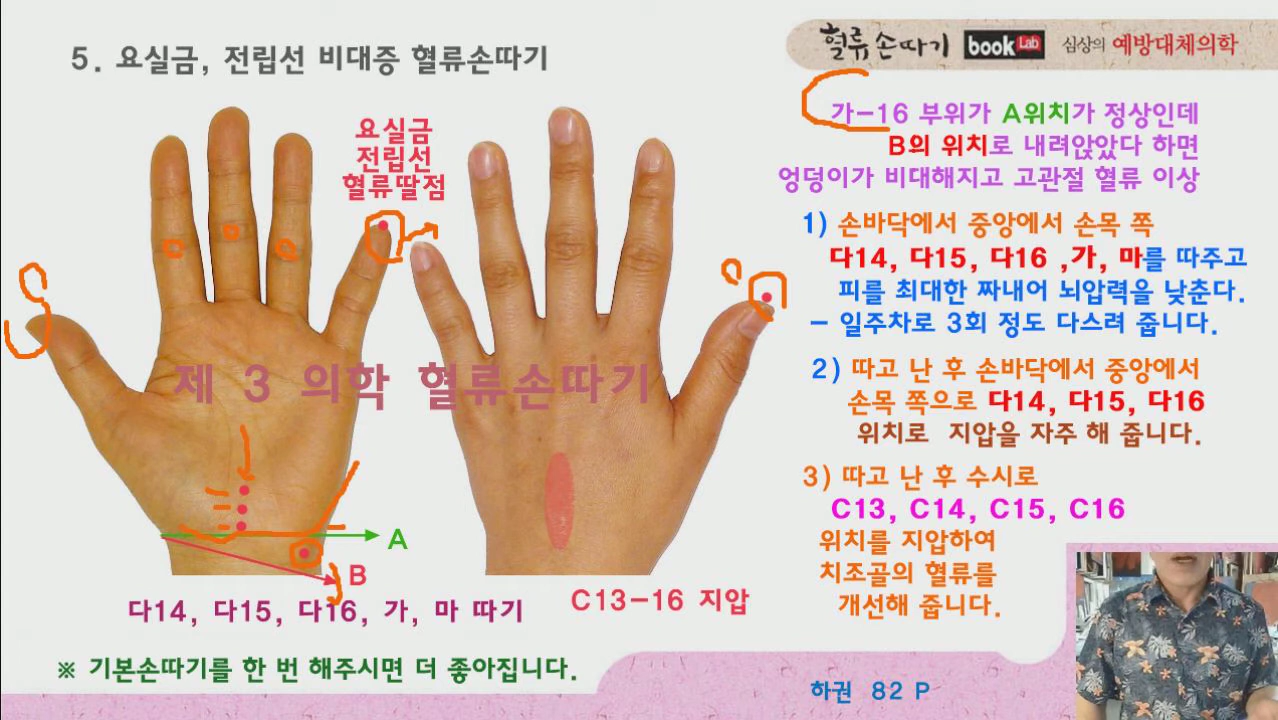 5. 요실금, 전립선 비대증 혈류손따기
혈류손따기 book Lab 심상의 예방대체의학
요실금
전립선
혈류딸점
제 3 의학 혈류손따기
A
B
다14, 다15, 다16, 가, 마 따기
C13-16 지압
※ 기본손따기를 한 번 해주시면 더 좋아집니다.
가-16 부위가 A위치가 정상인데
B의 위치로 내려앉았다 하면
엉덩이가 비대해지고 고관절 혈류 이상
1) 손바닥에서 중앙에서 손목 쪽
다14, 다15, 다16 ,가, 마를 따주고
피를 최대한 짜내어 뇌압력을 낮춘다.
- 일주차로 3회 정도 다스려 줍니다.
2) 따고 난 후 손바닥에서 중앙에서
손목 쪽으로 다14, 다15, 다16
위치로 지압을 자주 해 줍니다.
3) 따고 난 후 수시로
C13, C14, C15, C16
위치를 지압하여
치조골의 혈류를
개선해 줍니다.
하권 82 P